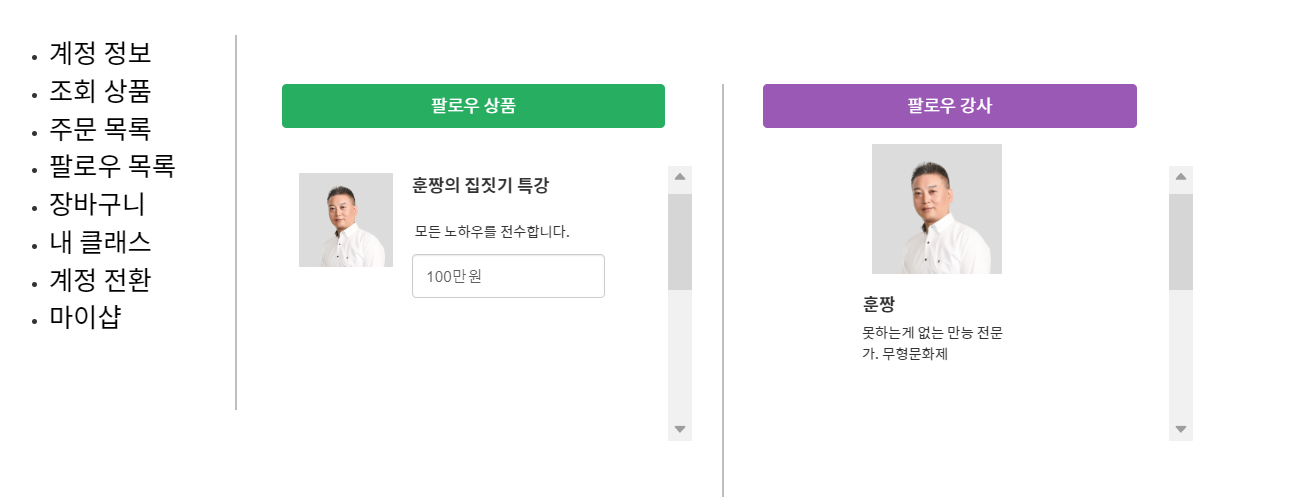 계정 정보
조회 상품
주문 목록
팔로우 목록
장바구니
내 클래스
계정 전환
마이샵
팔로우 상품
훈짱의 집짓기 특강
모든 노하우를 전수합니다.
100만원
팔로우 강사
훈짱
못하는게 없는 만능 전문
가. 무형문화제